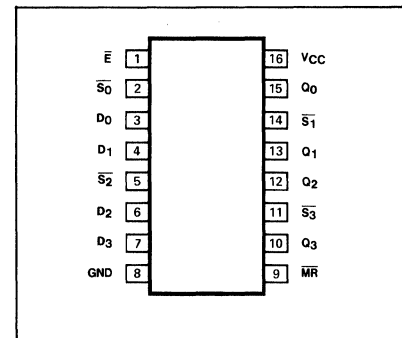 E̅ 1 16 VCC
S̅0̅ 2 15 Q0
D0 3 14 S̅1̅
D1 4 13 Q1
S̅2̅ 5 12 Q2
D2 6 11 S̅3̅
D3 7 10 Q3
GND 8 9 M̅R̅